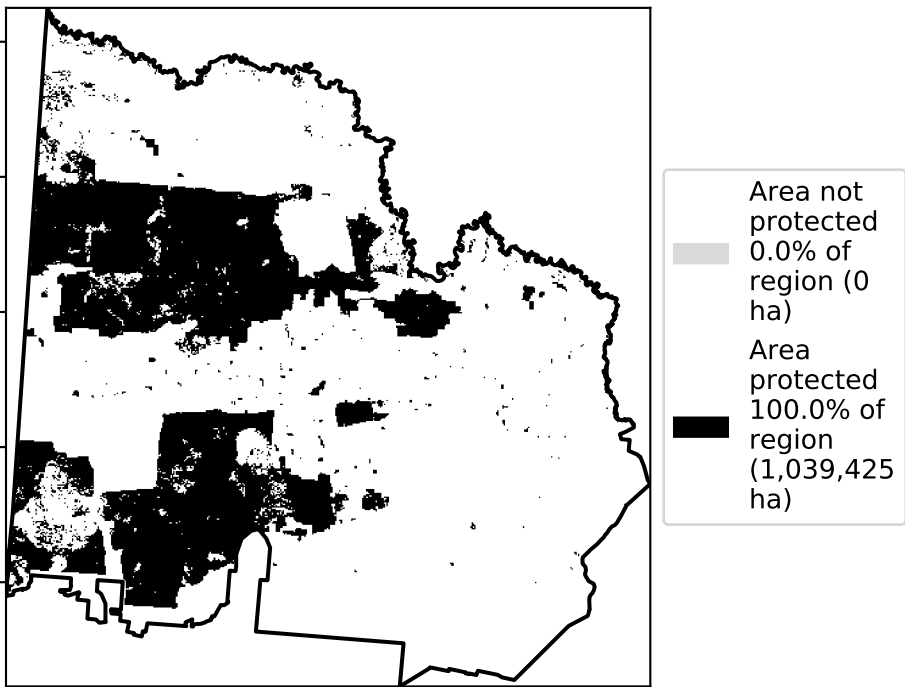 Area not
protected
0.0% of
region (0
ha)
Area
protected
100.0% of
region
(1,039,425
ha)